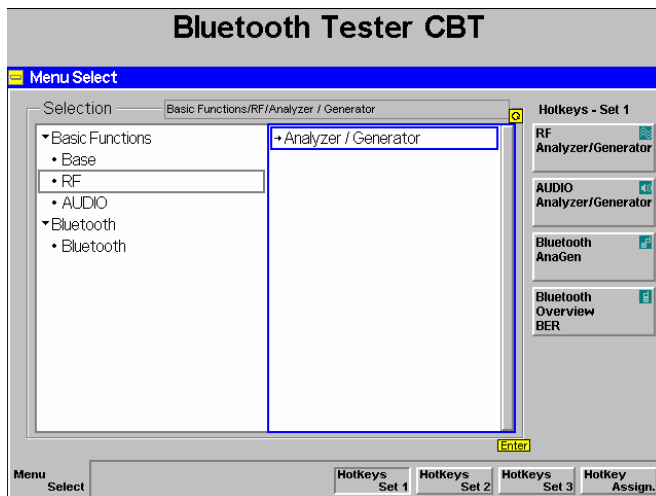 Bluetooth Tester CBT
Menu Select
Selection
Basic Functions/RF/Analyzer / Generator
Hotkeys - Set 1
Basic Functions
Base
RF
AUDIO
Bluetooth
Bluetooth
Analyzer / Generator
RF
Analyzer/Generator
AUDIO
Analyzer/Generator
Bluetooth
AnaGen
Bluetooth
Overview
BER
Enter
Menu
Select
HotKeys
Set 1
HotKeys
Set 2
HotKeys
Set 3
HotKey
Assign.